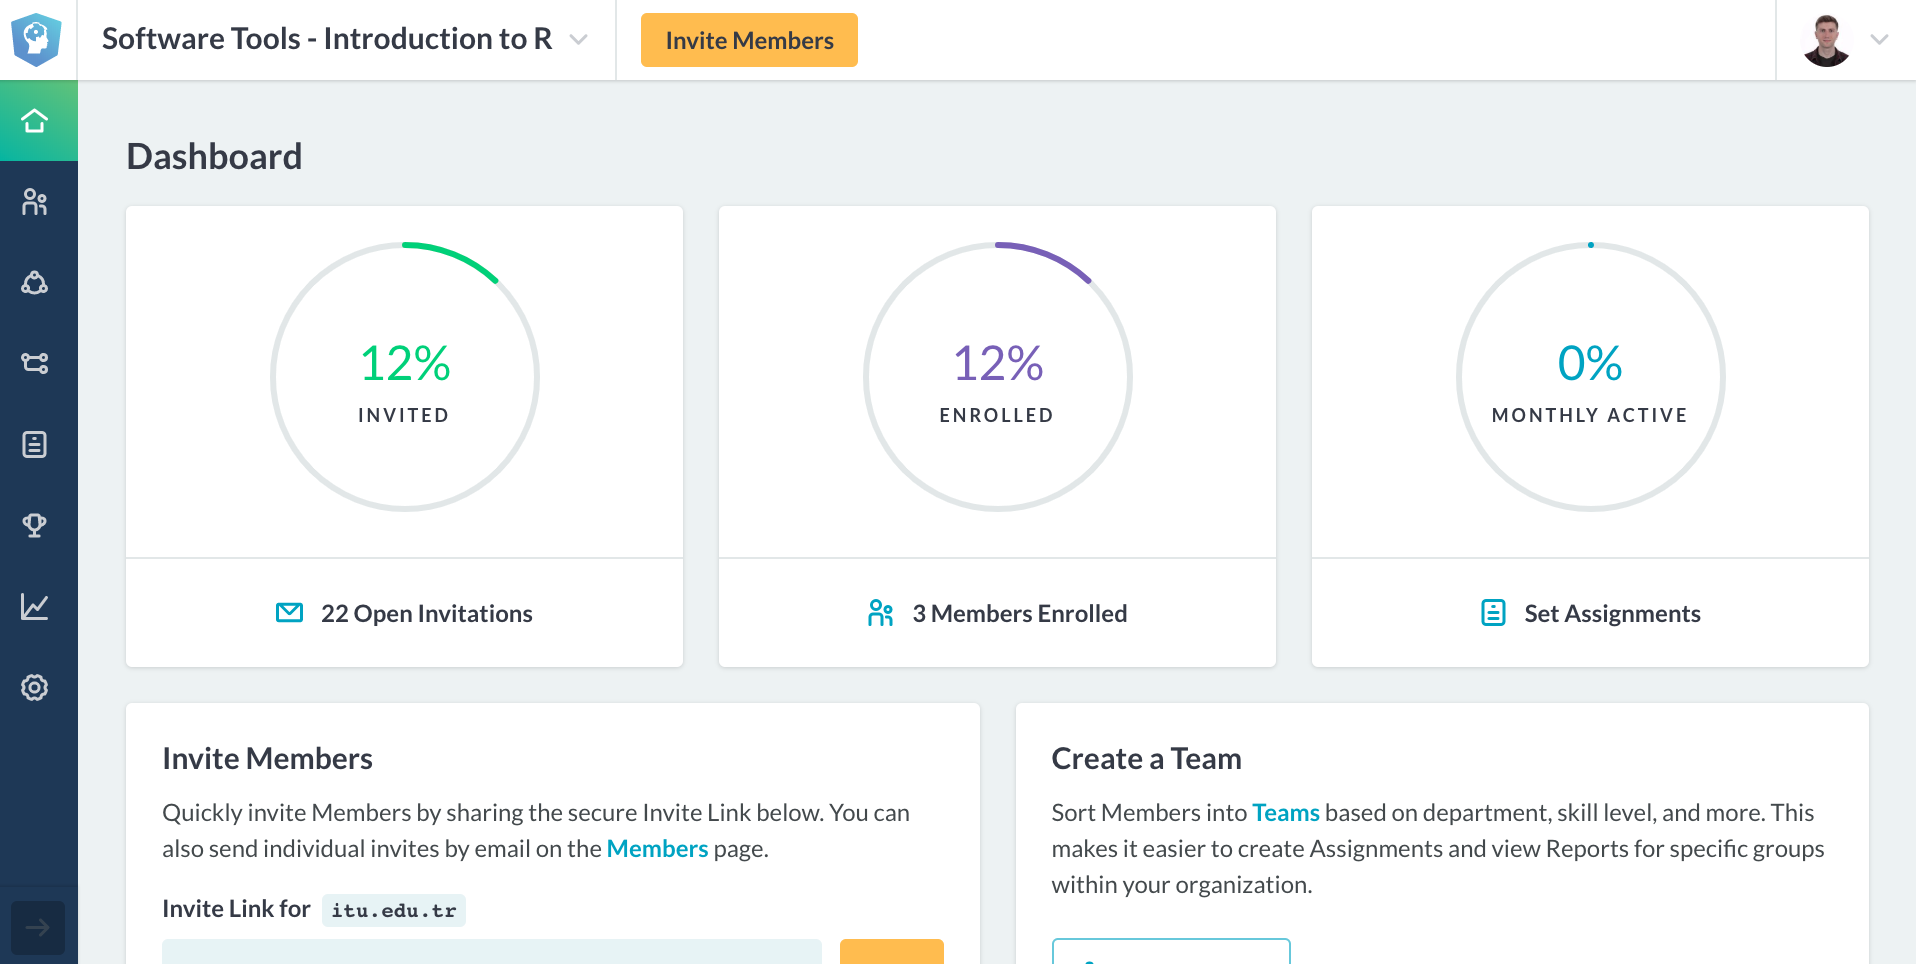 Software Tools - Introduction to R
Invite Members
Dashboard
12%
INVITED
22 Open Invitations
12%
ENROLLED
3 Members Enrolled
0%
MONTHLY ACTIVE
Set Assignments
Invite Members
Quickly invite Members by sharing the secure Invite Link below. You can
also send individual invites by email on the Members page.
Invite Link for itu.edu.tr
Create a Team
Sort Members into Teams based on department, skill level, and more. This
makes it easier to create Assignments and view Reports for specific groups
within your organization.